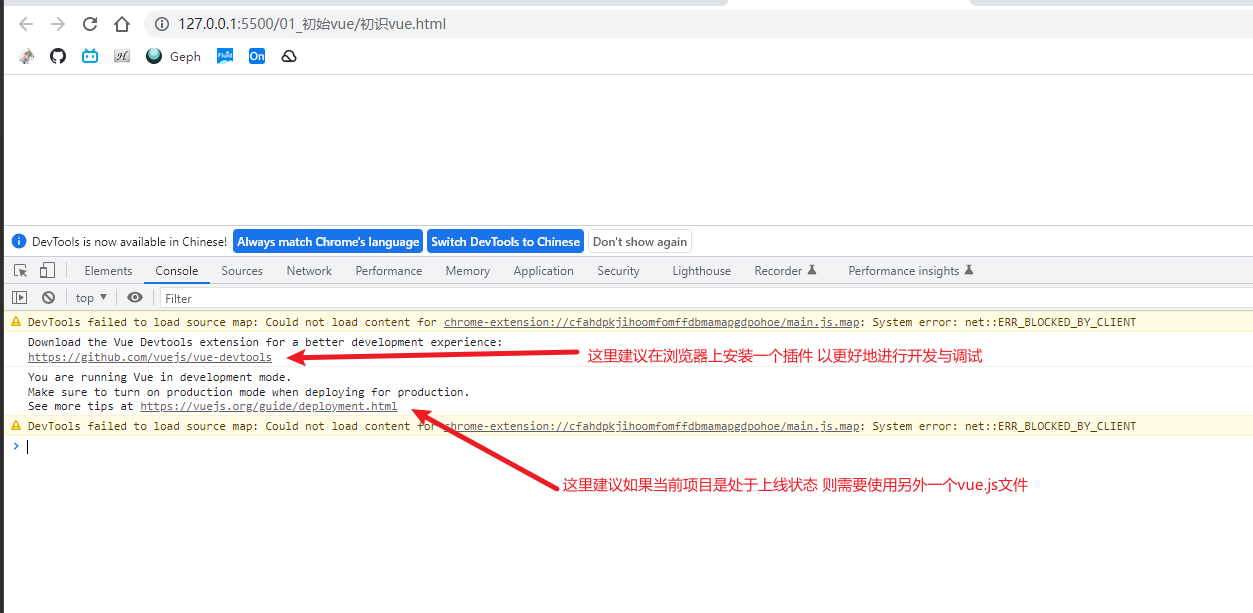 127.0.0.1:5500/01_初始vue/初识vue.html
Geph
Fluid
On
DevTools is now available in Chinese! Always match Chrome's language Switch DevTools to Chinese Don't show again
Elements Console Sources Network Performance Memory Application Security Lighthouse Recorder Performance insights
top Filter
DevTools failed to load source map: Could not load content for chrome-extension://cfahdpkjihoomfomffdbmamapgdpohoe/main.js.map: System error: net::ERR_BLOCKED_BY_CLIENT
Download the Vue Devtools extension for a better development experience:
https://github.com/vuejs/vue-devtools
这里建议在浏览器上安装一个插件 以更好地进行开发与调试
You are running Vue in development mode.
Make sure to turn on production mode when deploying for production.
See more tips at https://vuejs.org/guide/deployment.html
DevTools failed to load source map: Could not load content for chrome-extension://cfahdpkjihoomfomffdbmamapgdpohoe/main.js.map: System error: net::ERR_BLOCKED_BY_CLIENT
这里建议如果当前项目是处于上线状态 则需要使用另外一个vue.js文件